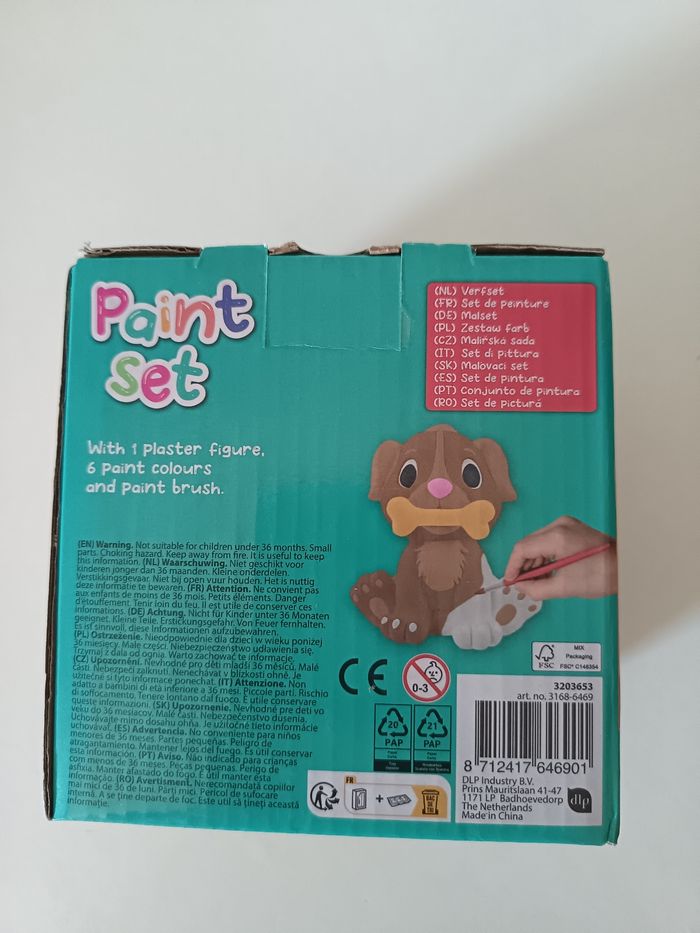 Paint
set
(NL) Verfset
(FR) Set de peinture
(DE) Malset
(PL) Zestaw farb
(CZ) Malířská sada
(IT) Set di pittura
(SK) Maľovací set
(ES) Set de pintura
(PT) Conjunto de pintura
(RO) Set de pictură
With 1 plaster figure,
6 paint colours
and paint brush.
(EN) Warning. Not suitable for children under 36 months. Small
parts. Choking hazard. Keep away from fire. It is useful to keep
this information. (NL) Waarschuwing. Niet geschikt voor
kinderen jonger dan 36 maanden. Kleine onderdelen.
Verstikkingsgevaar. Niet bij open vuur houden. Het is nuttig
deze informatie te bewaren. (FR) Attention. Ne convient pas
aux enfants de moins de 36 mois. Petits éléments. Danger
d'étouffement. Tenir loin du feu. Il est utile de conserver ces
informations. (DE) Achtung. Nicht für Kinder unter 36 Monaten
geeignet. Kleine Teile. Erstickungsgefahr. Von Feuer fernhalten.
Es ist sinnvoll, diese Informationen aufzubewahren.
(PL) Ostrzeżenie. Nieodpowiednie dla dzieci w wieku poniżej
36 miesięcy. Małe części. Niebezpieczeństwo udławienia się.
Trzymaj z dala od ognia. Warto zachować te informacje.
(CZ) Upozornění. Nevhodné pro děti mladší 36 měsíců. Malé
části. Nebezpečí zalknutí. Nenechávat v blízkosti ohně. Je
užitečné si tyto informace ponechat. (IT) Attenzione. Non
adatto a bambini di età inferiore a 36 mesi. Piccole parti. Rischio
di soffocamento. Tenere lontano dal fuoco. È utile conservare
queste informazioni. (SK) Upozornenie. Nevhodné pre deti vo
veku do 36 mesiacov. Malé časti. Nebezpečenstvo dusenia.
Uchovávajte mimo dosahu ohňa. Je užitočné tieto informácie
uchovať. (ES) Advertencia. No conveniente para niños
menores de 36 meses. Partes pequeñas. Peligro de
atragantamiento. Mantener lejos del fuego. Es útil conservar
esta información. (PT) Aviso. Não indicado para crianças
com menos de 36 meses. Peças pequenas. Perigo de
asfixia. Manter afastado do fogo. É útil manter esta
informação. (RO) Avertisment. Nerecomandată copiilor
mai mici de 36 de luni. Părți mici. Pericol de sufocare
internă. A se ține departe de foc. Este util să țineți această
CE
0-3
20
PAP
21
PAP
FR
+
BAC
DE
TRI
FSC
MIX
Packaging
FSC® C148354
3203653
art. no. 3168-6469
8 712417 646901
DLP Industry B.V.
Prins Mauritslaan 41-47
1171 LP Badhoevedorp
The Netherlands
Made in China
dlp